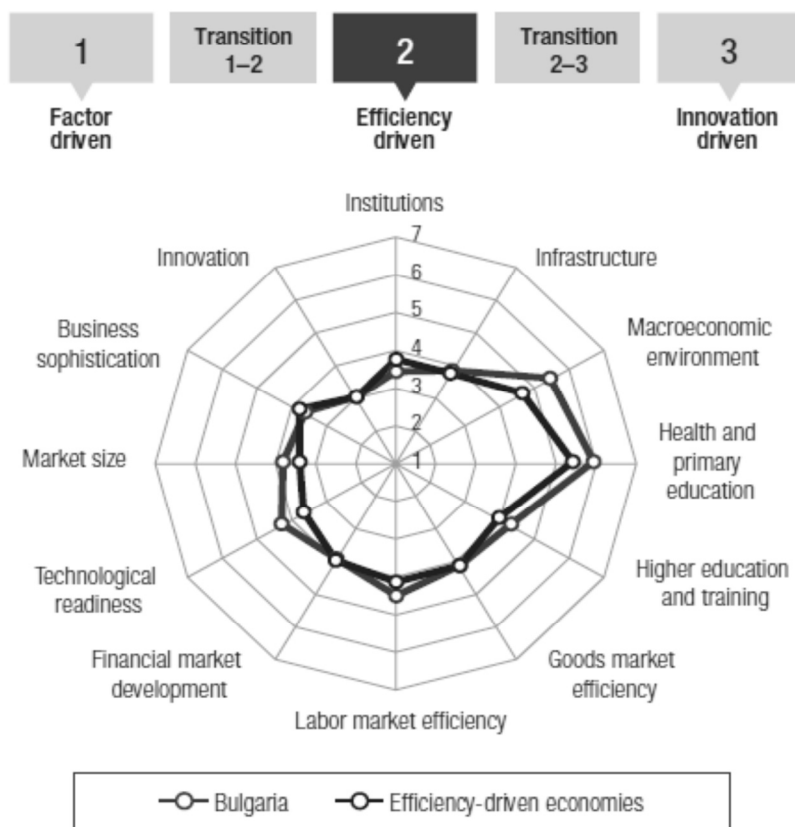 1
Transition
1–2
2
Transition
2–3
3
Factor
driven
Efficiency
driven
Innovation
driven
Institutions
Innovation
7
Infrastructure
6
Business
sophistication
5
Macroeconomic
environment
4
3
2
Market size
1
Health and
primary
education
Technological
readiness
Higher education
and training
Financial market
development
Goods market
efficiency
Labor market efficiency
Bulgaria
Efficiency-driven economies